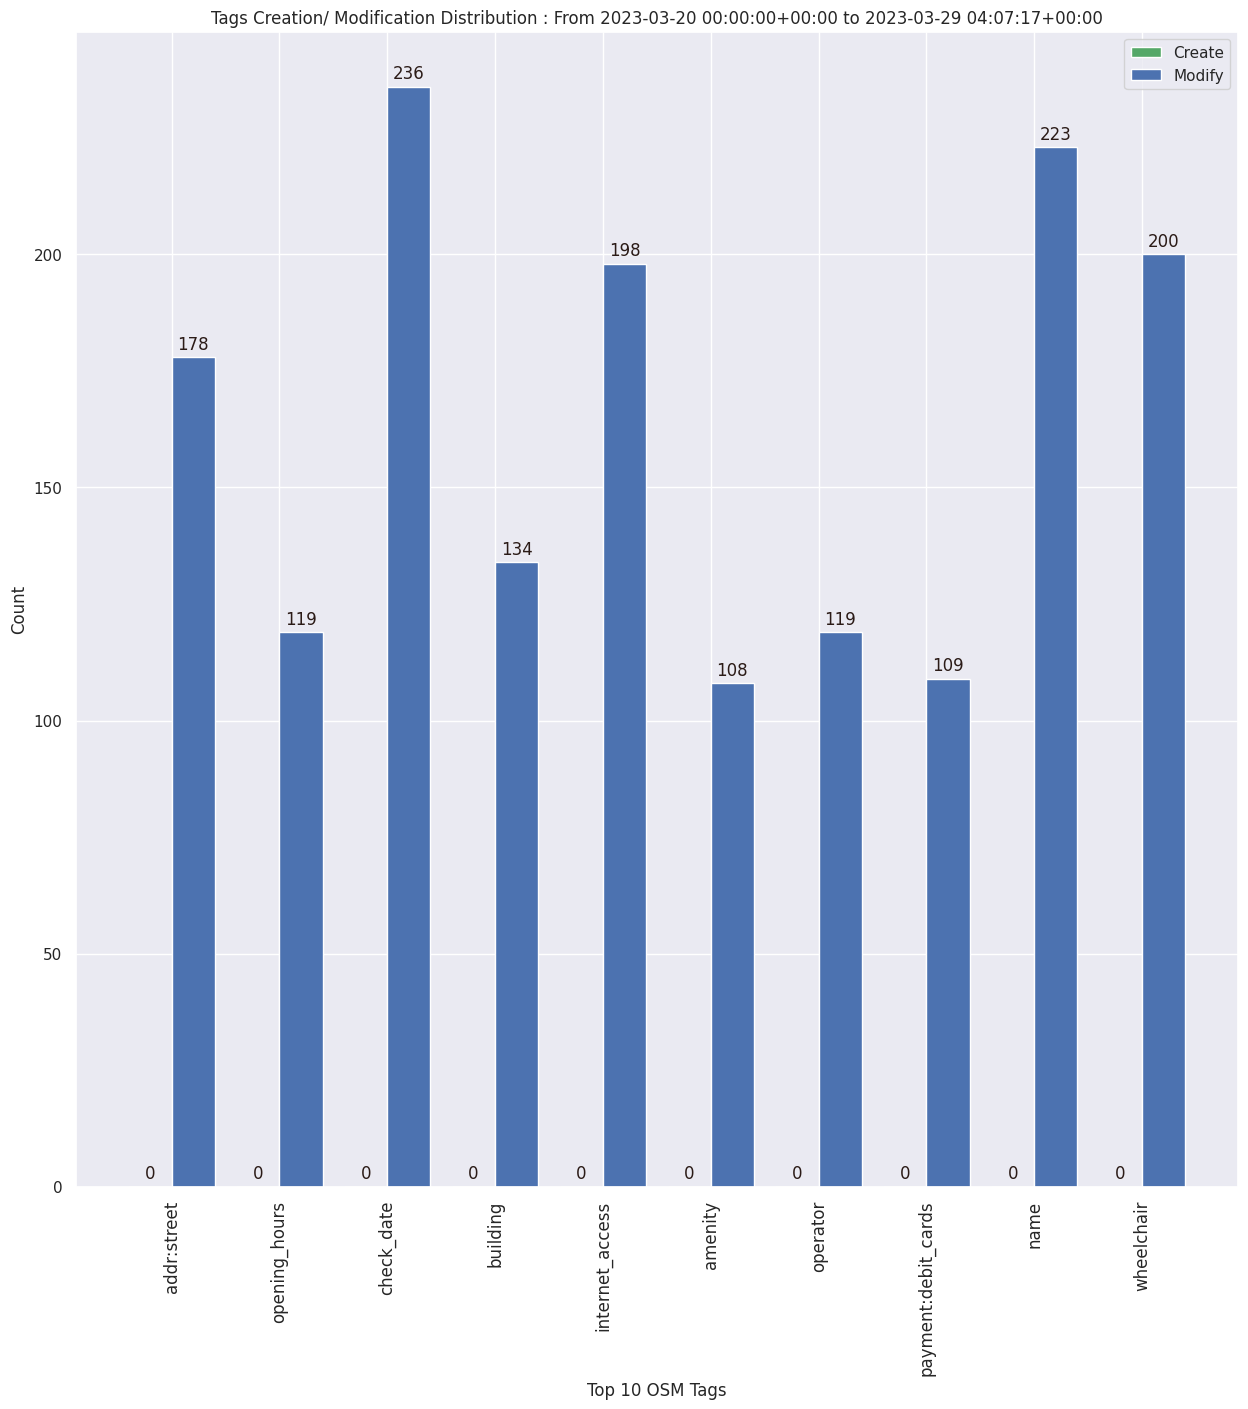 Tags Creation/ Modification Distribution : From 2023-03-20 00:00:00+00:00 to 2023-03-29 04:07:17+00:00
Create
Modify
236
223
200
198
178
134
119
119
109
108
200
150
100
50
0
Count
0 0 0 0 0 0 0 0 0 0
addr:street
opening_hours
check_date
building
internet_access
amenity
operator
payment:debit_cards
name
wheelchair
Top 10 OSM Tags